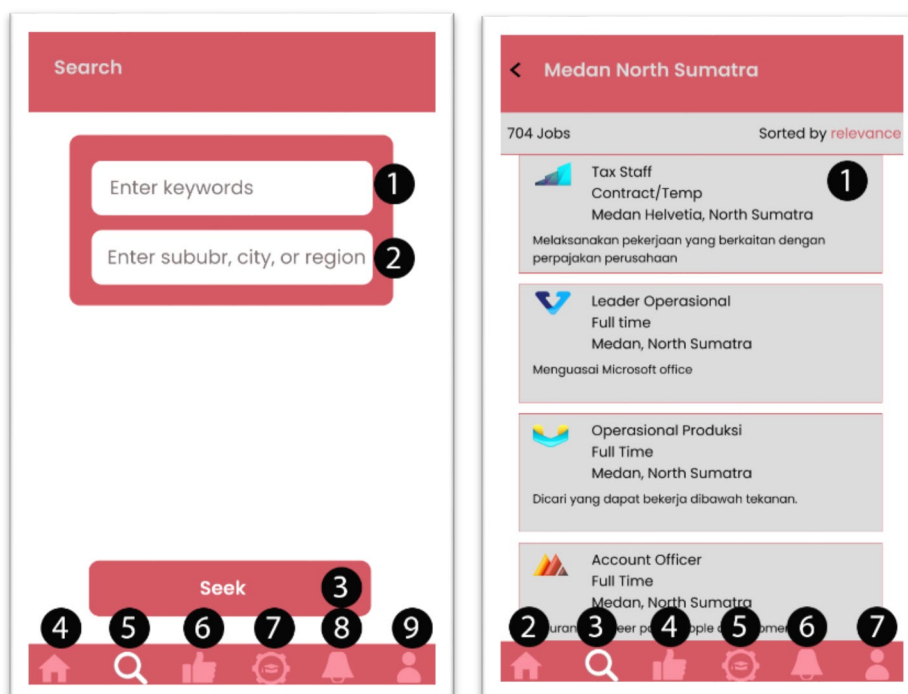 Search
Enter keywords
1
Enter sububr, city, or region
2
Seek
3
4 5 6 7 8 9
Medan North Sumatra
704 Jobs Sorted by relevance
1
Tax Staff
Contract/Temp
Medan Helvetia, North Sumatra
Melaksanakan pekerjaan yang berkaitan dengan
perpajakan perusahaan
Leader Operasional
Full time
Medan, North Sumatra
Menguasai Microsoft office
Operasional Produksi
Full Time
Medan, North Sumatra
Dicari yang dapat bekerja dibawah tekanan.
Account Officer
Full Time
Medan, North Sumatra
2 3 4 5 6 7